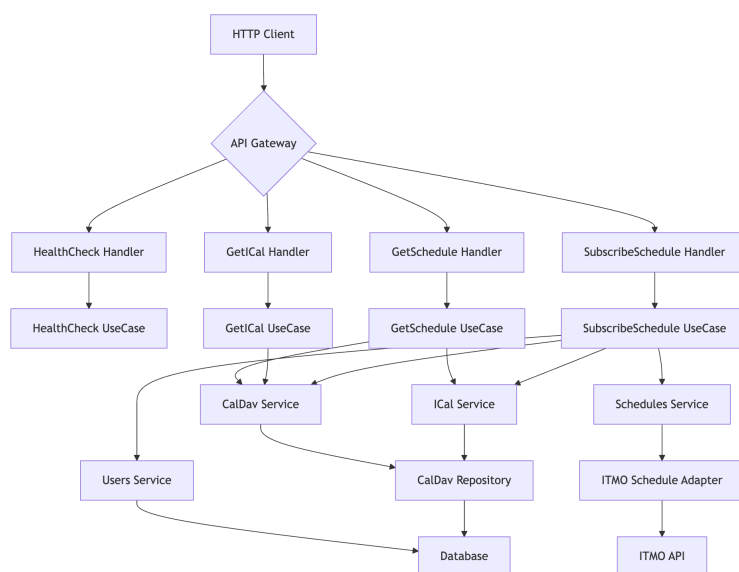 HTTP Client
API Gateway
HealthCheck Handler
GetICal Handler
GetSchedule Handler
SubscribeSchedule Handler
HealthCheck UseCase
GetICal UseCase
GetSchedule UseCase
SubscribeSchedule UseCase
CalDav Service
ICal Service
Schedules Service
Users Service
CalDav Repository
ITMO Schedule Adapter
Database
ITMO API